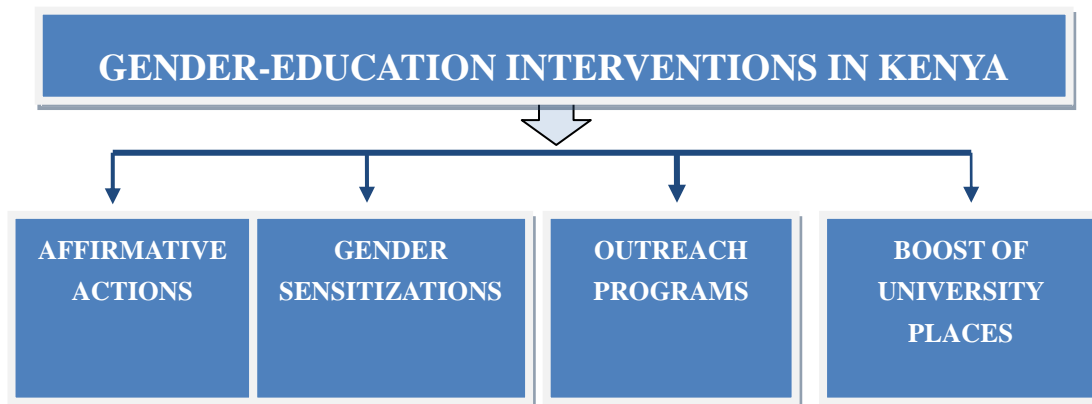 GENDER-EDUCATION INTERVENTIONS IN KENYA
AFFIRMATIVE
ACTIONS
GENDER
SENSITIZATIONS
OUTREACH
PROGRAMS
BOOST OF
UNIVERSITY
PLACES